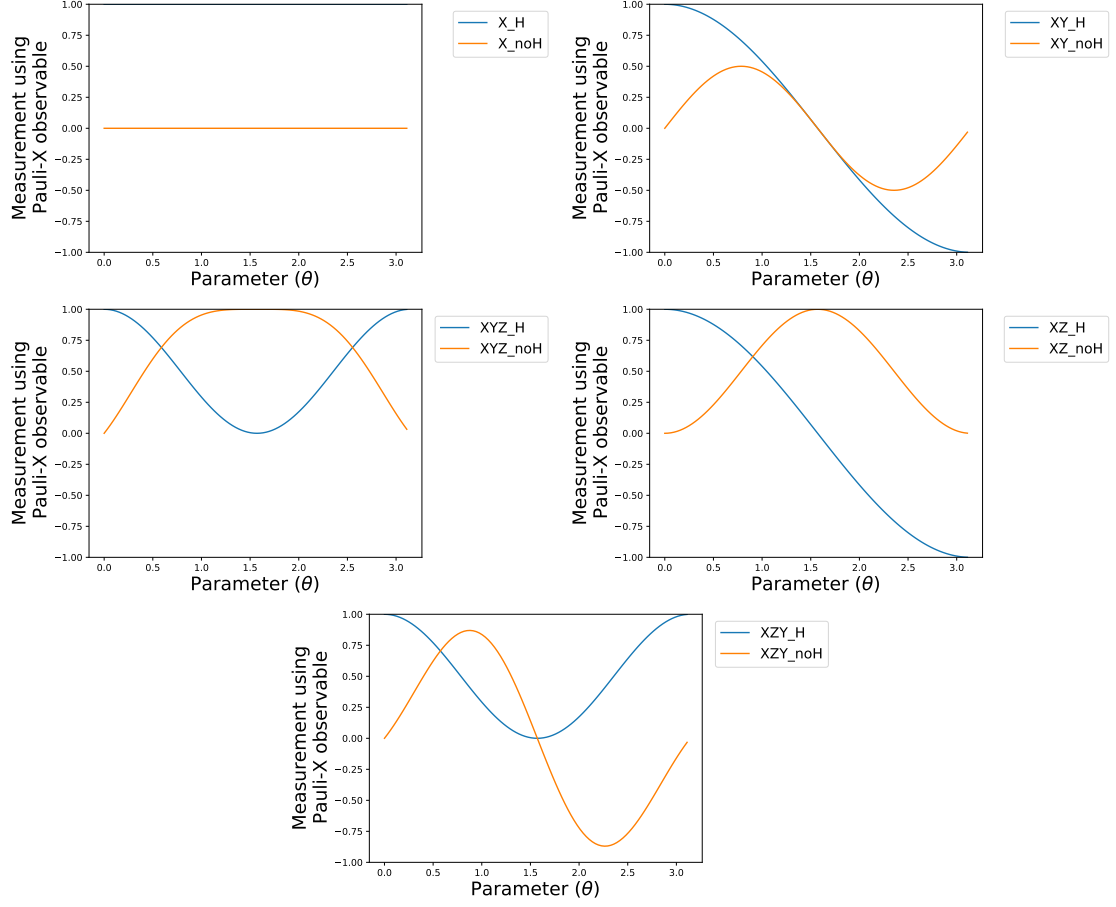 Measurement using
Pauli-X observable
1.00
0.75
0.50
0.25
0.00
−0.25
−0.50
−0.75
−1.00
0.0 0.5 1.0 1.5 2.0 2.5 3.0
Parameter (θ)
X_H
X_noH
Measurement using
Pauli-X observable
1.00
0.75
0.50
0.25
0.00
−0.25
−0.50
−0.75
−1.00
0.0 0.5 1.0 1.5 2.0 2.5 3.0
Parameter (θ)
XY_H
XY_noH
Measurement using
Pauli-X observable
1.00
0.75
0.50
0.25
0.00
−0.25
−0.50
−0.75
−1.00
0.0 0.5 1.0 1.5 2.0 2.5 3.0
Parameter (θ)
XYZ_H
XYZ_noH
Measurement using
Pauli-X observable
1.00
0.75
0.50
0.25
0.00
−0.25
−0.50
−0.75
−1.00
0.0 0.5 1.0 1.5 2.0 2.5 3.0
Parameter (θ)
XZ_H
XZ_noH
Measurement using
Pauli-X observable
1.00
0.75
0.50
0.25
0.00
−0.25
−0.50
−0.75
−1.00
0.0 0.5 1.0 1.5 2.0 2.5 3.0
Parameter (θ)
XZY_H
XZY_noH